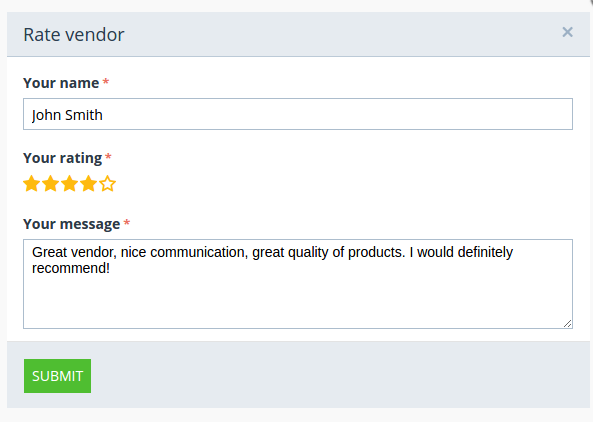 Rate vendor
Your name *
John Smith
Your rating *
Your message *
Great vendor, nice communication, great quality of products. I would definitely
recommend!
SUBMIT